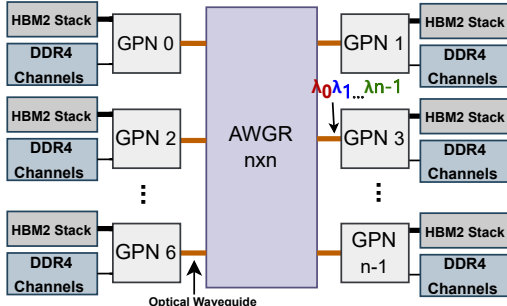 HBM2 Stack
DDR4
Channels
GPN 0
HBM2 Stack
DDR4
Channels
GPN 2
⋮
HBM2 Stack
DDR4
Channels
GPN 6
Optical Waveguide
AWGR
nxn
λ0λ1...λn-1
GPN 1
HBM2 Stack
DDR4
Channels
GPN 3
HBM2 Stack
DDR4
Channels
⋮
GPN
n-1
HBM2 Stack
DDR4
Channels